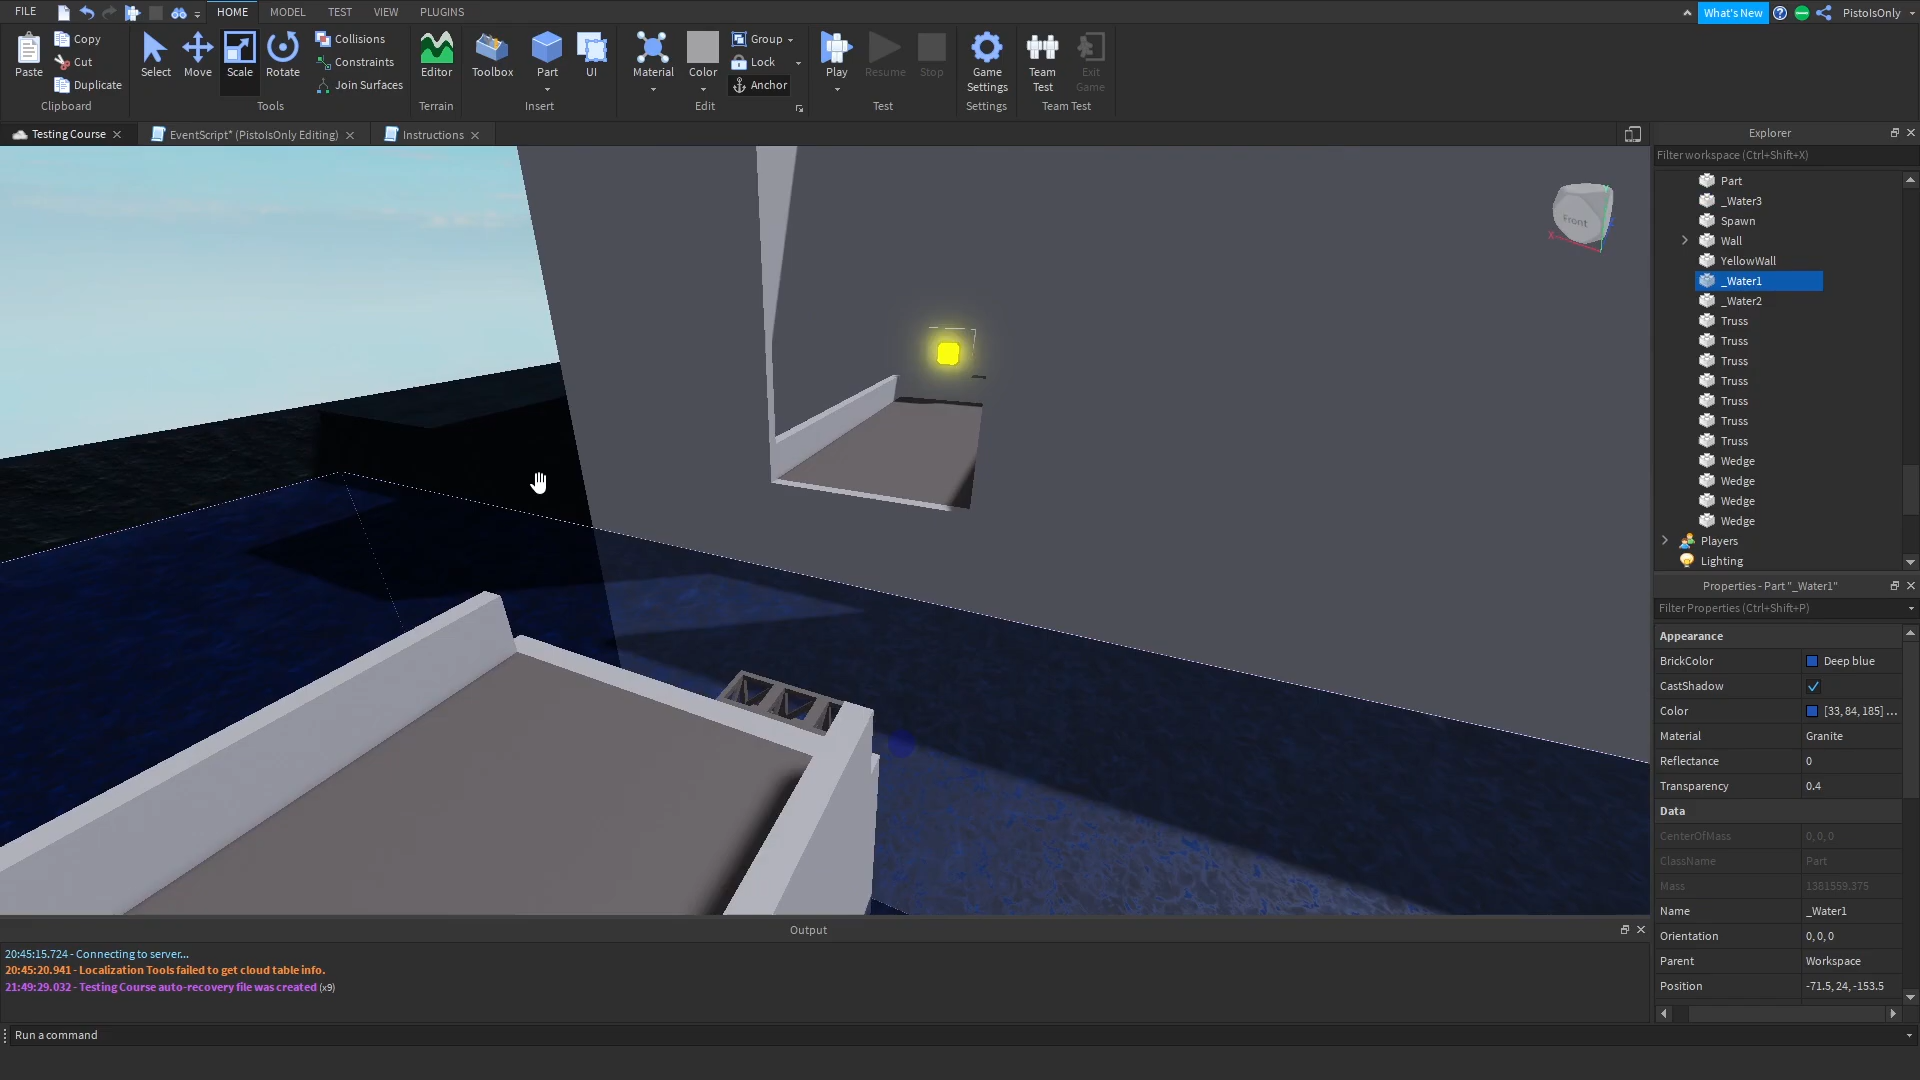 FILE HOME MODEL TEST VIEW PLUGINS What's New PistolsOnly
Paste Copy Cut Duplicate Clipboard
Select Move Scale Rotate Collisions Constraints Join Surfaces Tools
Editor Terrain
Toolbox Part UI Insert
Material Color Group Lock Anchor Edit
Play Resume Stop Test
Game Settings Settings
Team Test Exit Game Team Test
Testing Course EventScript* (PistolsOnly Editing) Instructions
Front
X
Explorer
Filter workspace (Ctrl+Shift+X)
Part
_Water3
Spawn
Wall
YellowWall
_Water1
_Water2
Truss
Truss
Truss
Truss
Truss
Truss
Truss
Wedge
Wedge
Wedge
Wedge
Players
Lighting
Properties - Part "_Water1"
Filter Properties (Ctrl+Shift+P)
Appearance
BrickColor Deep blue
CastShadow
Color [33, 84, 185] ...
Material Granite
Reflectance 0
Transparency 0.4
Data
CenterOfMass 0, 0, 0
ClassName Part
Mass 1381559.375
Name _Water1
Orientation 0, 0, 0
Parent Workspace
Position -71.5, 24, -153.5
Output
20:45:15.724 - Connecting to server...
20:45:20.941 - Localization Tools failed to get cloud table info.
21:49:29.032 - Testing Course auto-recovery file was created (x9)
Run a command